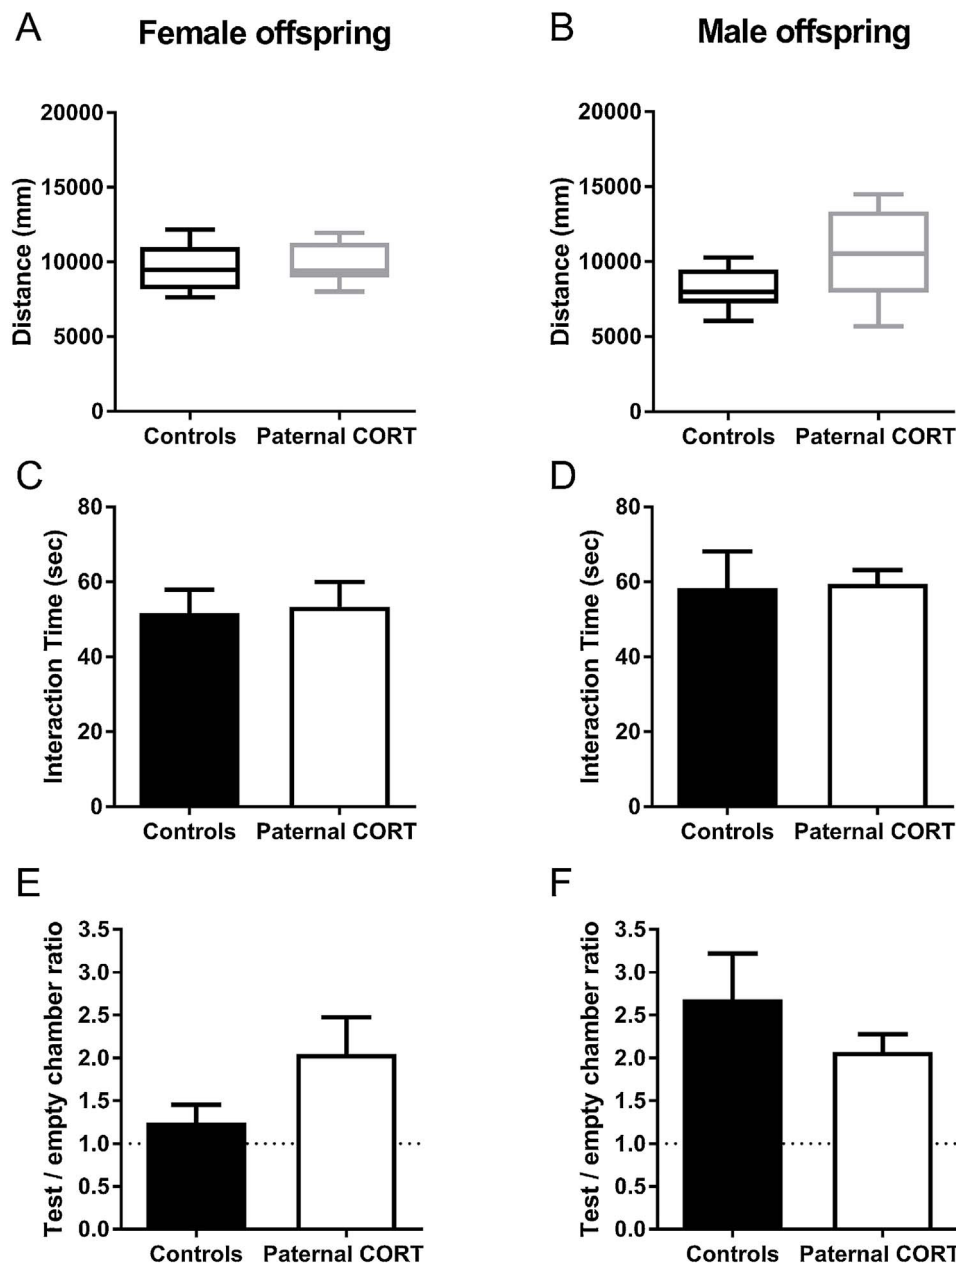 A Female offspring
B Male offspring
20000
15000
10000
5000
0
Distance (mm)
Controls Paternal CORT
20000
15000
10000
5000
0
Distance (mm)
Controls Paternal CORT
C
80
60
40
20
0
Interaction Time (sec)
Controls Paternal CORT
D
80
60
40
20
0
Interaction Time (sec)
Controls Paternal CORT
E
3.5
3.0
2.5
2.0
1.5
1.0
0.5
0.0
Test / empty chamber ratio
Controls Paternal CORT
F
3.5
3.0
2.5
2.0
1.5
1.0
0.5
0.0
Test / empty chamber ratio
Controls Paternal CORT